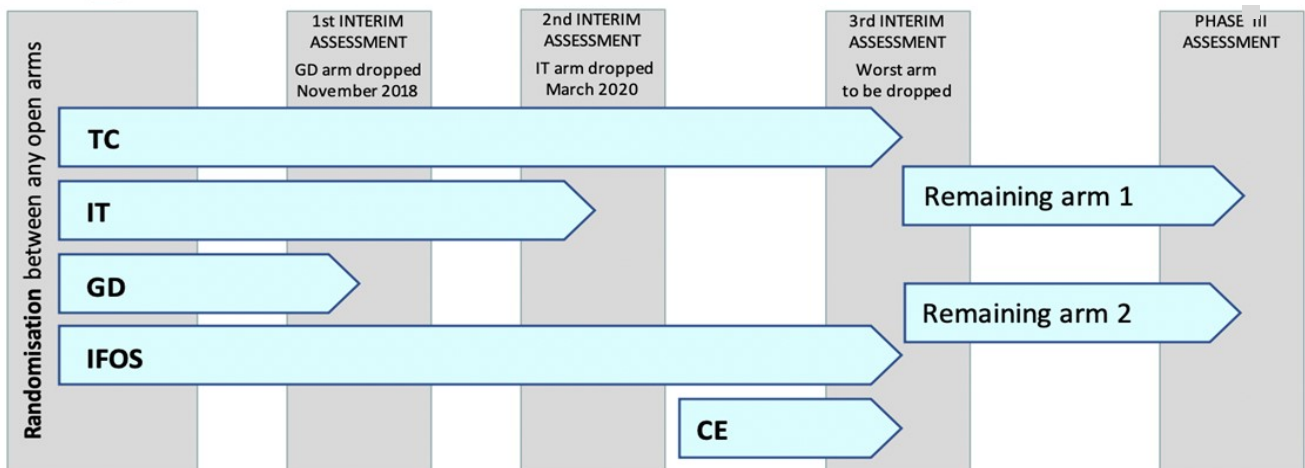 Randomisation between any open arms
1st INTERIM
ASSESSMENT
GD arm dropped
November 2018
2nd INTERIM
ASSESSMENT
IT arm dropped
March 2020
3rd INTERIM
ASSESSMENT
Worst arm
to be dropped
PHASE III
ASSESSMENT
TC
IT
GD
IFOS
CE
Remaining arm 1
Remaining arm 2